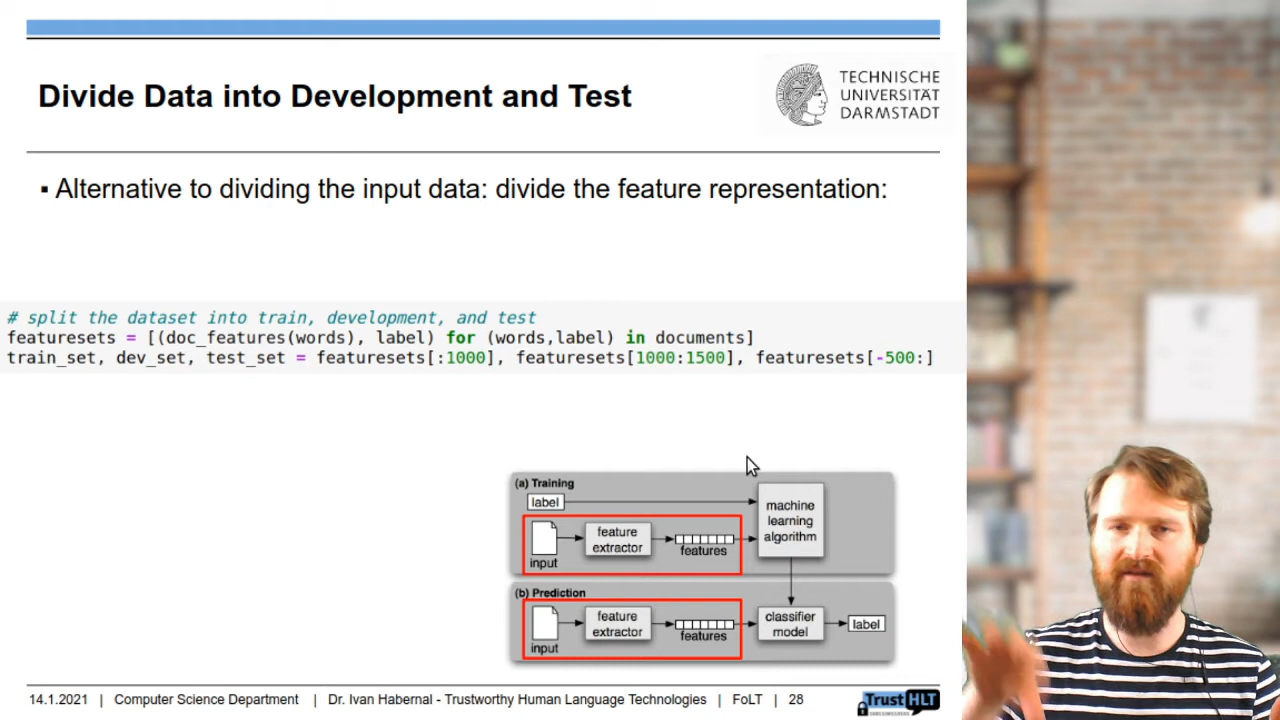 Divide Data into Development and Test
TECHNISCHE
UNIVERSITÄT
DARMSTADT
▪ Alternative to dividing the input data: divide the feature representation:
# split the dataset into train, development, and test
featuresets = [(doc_features(words), label) for (words,label) in documents]
train_set, dev_set, test_set = featuresets[:1000], featuresets[1000:1500], featuresets[-500:]
(a) Training
label
machine
learning
algorithm
feature
extractor
features
input
(b) Prediction
feature
extractor
features
input
classifier
model
label
14.1.2021 | Computer Science Department | Dr. Ivan Habernal - Trustworthy Human Language Technologies | FoLT | 28
TrustHLT